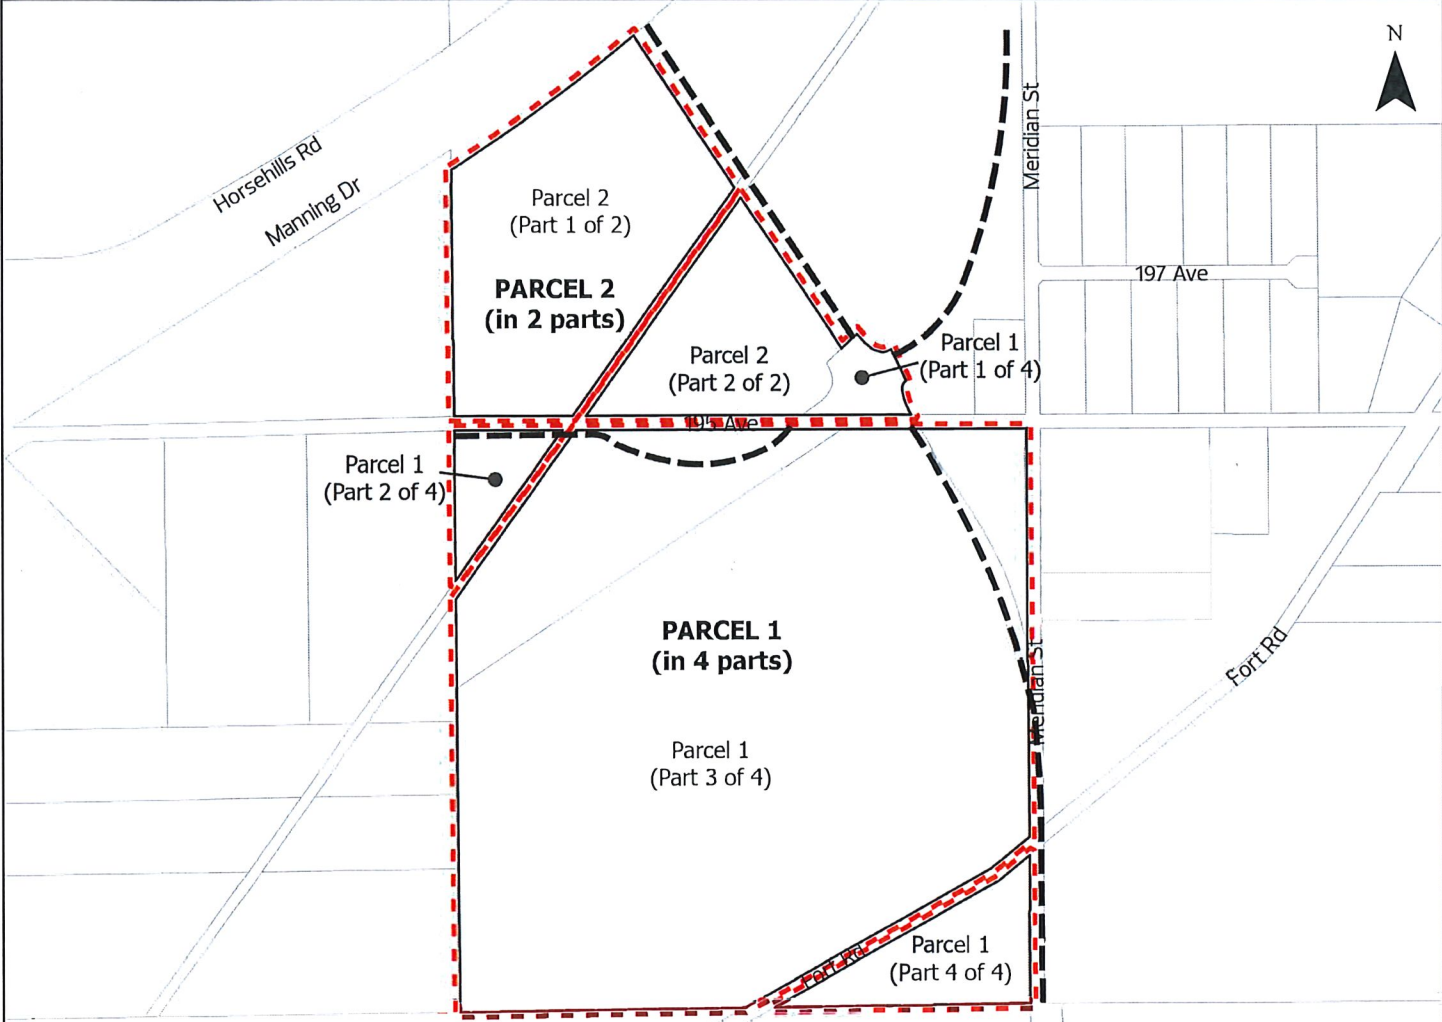 N
Meridian St
Horsehills Rd
Manning Dr
Parcel 2
(Part 1 of 2)
197 Ave
PARCEL 2
(in 2 parts)
Parcel 1
(Part 1 of 4)
Parcel 2
(Part 2 of 2)
195 Ave
Parcel 1
(Part 2 of 4)
PARCEL 1
(in 4 parts)
Fort Rd
Meridian St
Parcel 1
(Part 3 of 4)
Parcel 1
(Part 4 of 4)
Fort Rd